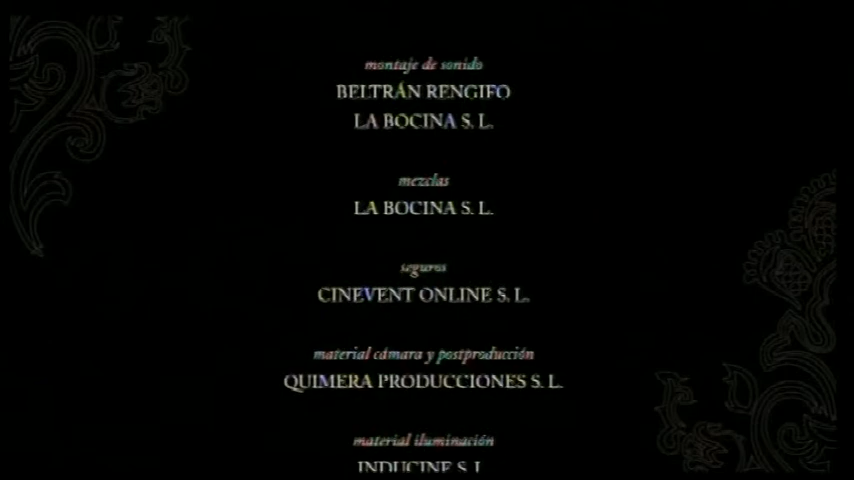 montaje de sonido
BELTRÁN RENGIFO
LA BOCINA S. L.
mezclas
LA BOCINA S. L.
seguros
CINEVENT ONLINE S. L.
material cámara y postproducción
QUIMERA PRODUCCIONES S. L.
material iluminación
INDUCINE S. L.